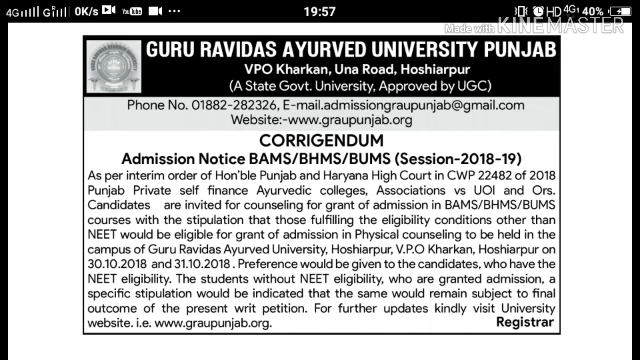 4G G 0K/s You Tube ... 19:57 HD 4G 40%
Made with KINEMASTER
GURU RAVIDAS AYURVED UNIVERSITY PUNJAB
VPO Kharkan, Una Road, Hoshiarpur
(A State Govt. University, Approved by UGC)
Phone No. 01882-282326, E-mail.admissiongraupunjab@gmail.com
Website:-www.graupunjab.org
CORRIGENDUM
Admission Notice BAMS/BHMS/BUMS (Session-2018-19)
As per interim order of Hon'ble Punjab and Haryana High Court in CWP 22482 of 2018
Punjab Private self finance Ayurvedic colleges, Associations vs UOI and Ors.
Candidates are invited for counseling for grant of admission in BAMS/BHMS/BUMS
courses with the stipulation that those fulfilling the eligibility conditions other than
NEET would be eligible for grant of admission in Physical counseling to be held in the
campus of Guru Ravidas Ayurved University, Hoshiarpur, V.P.O Kharkan, Hoshiarpur on
30.10.2018 and 31.10.2018. Preference would be given to the candidates, who have the
NEET eligibility. The students without NEET eligibility, who are granted admission, a
specific stipulation would be indicated that the same would remain subject to final
outcome of the present writ petition. For further updates kindly visit University
website. i.e. www.graupunjab.org. Registrar